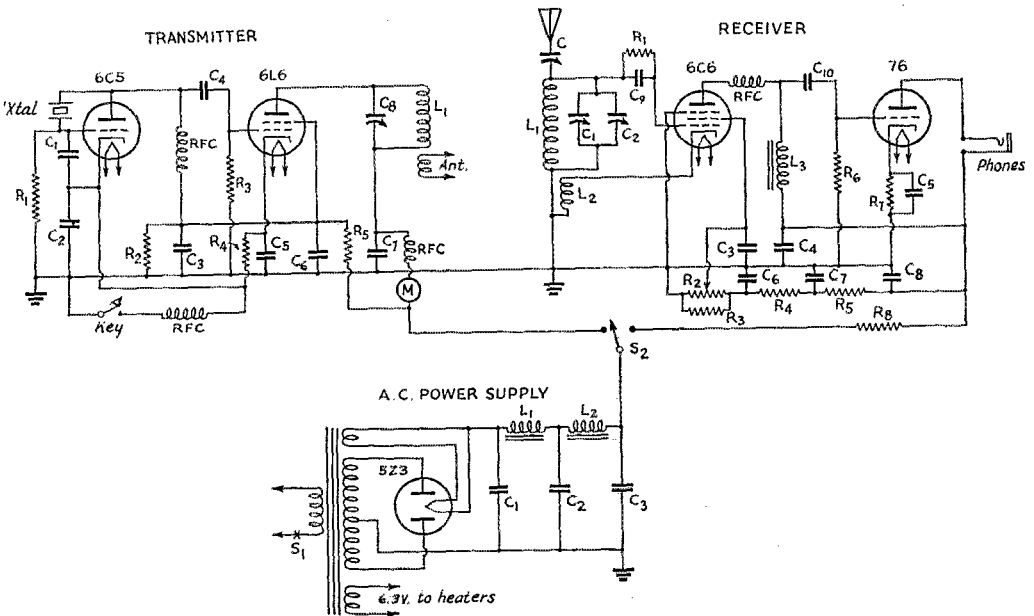 TRANSMITTER
RECEIVER
6C5
C4
6L6
'Xtal
C1
R1
C2
RFC
R3
C8
L1
Ant.
R2
C3
R4
C5
C6
R5
C7
RFC
M
Key
RFC
C
R1
C9
6C6
RFC
C10
76
L1
C1
C2
L2
L3
R6
R7
C5
Phones
C3
C4
R2
C6
C7
C8
R3
R4
R5
R8
S2
A.C. POWER SUPPLY
L1
L2
5Z3
C1
C2
C3
S1
6.3V. to heaters